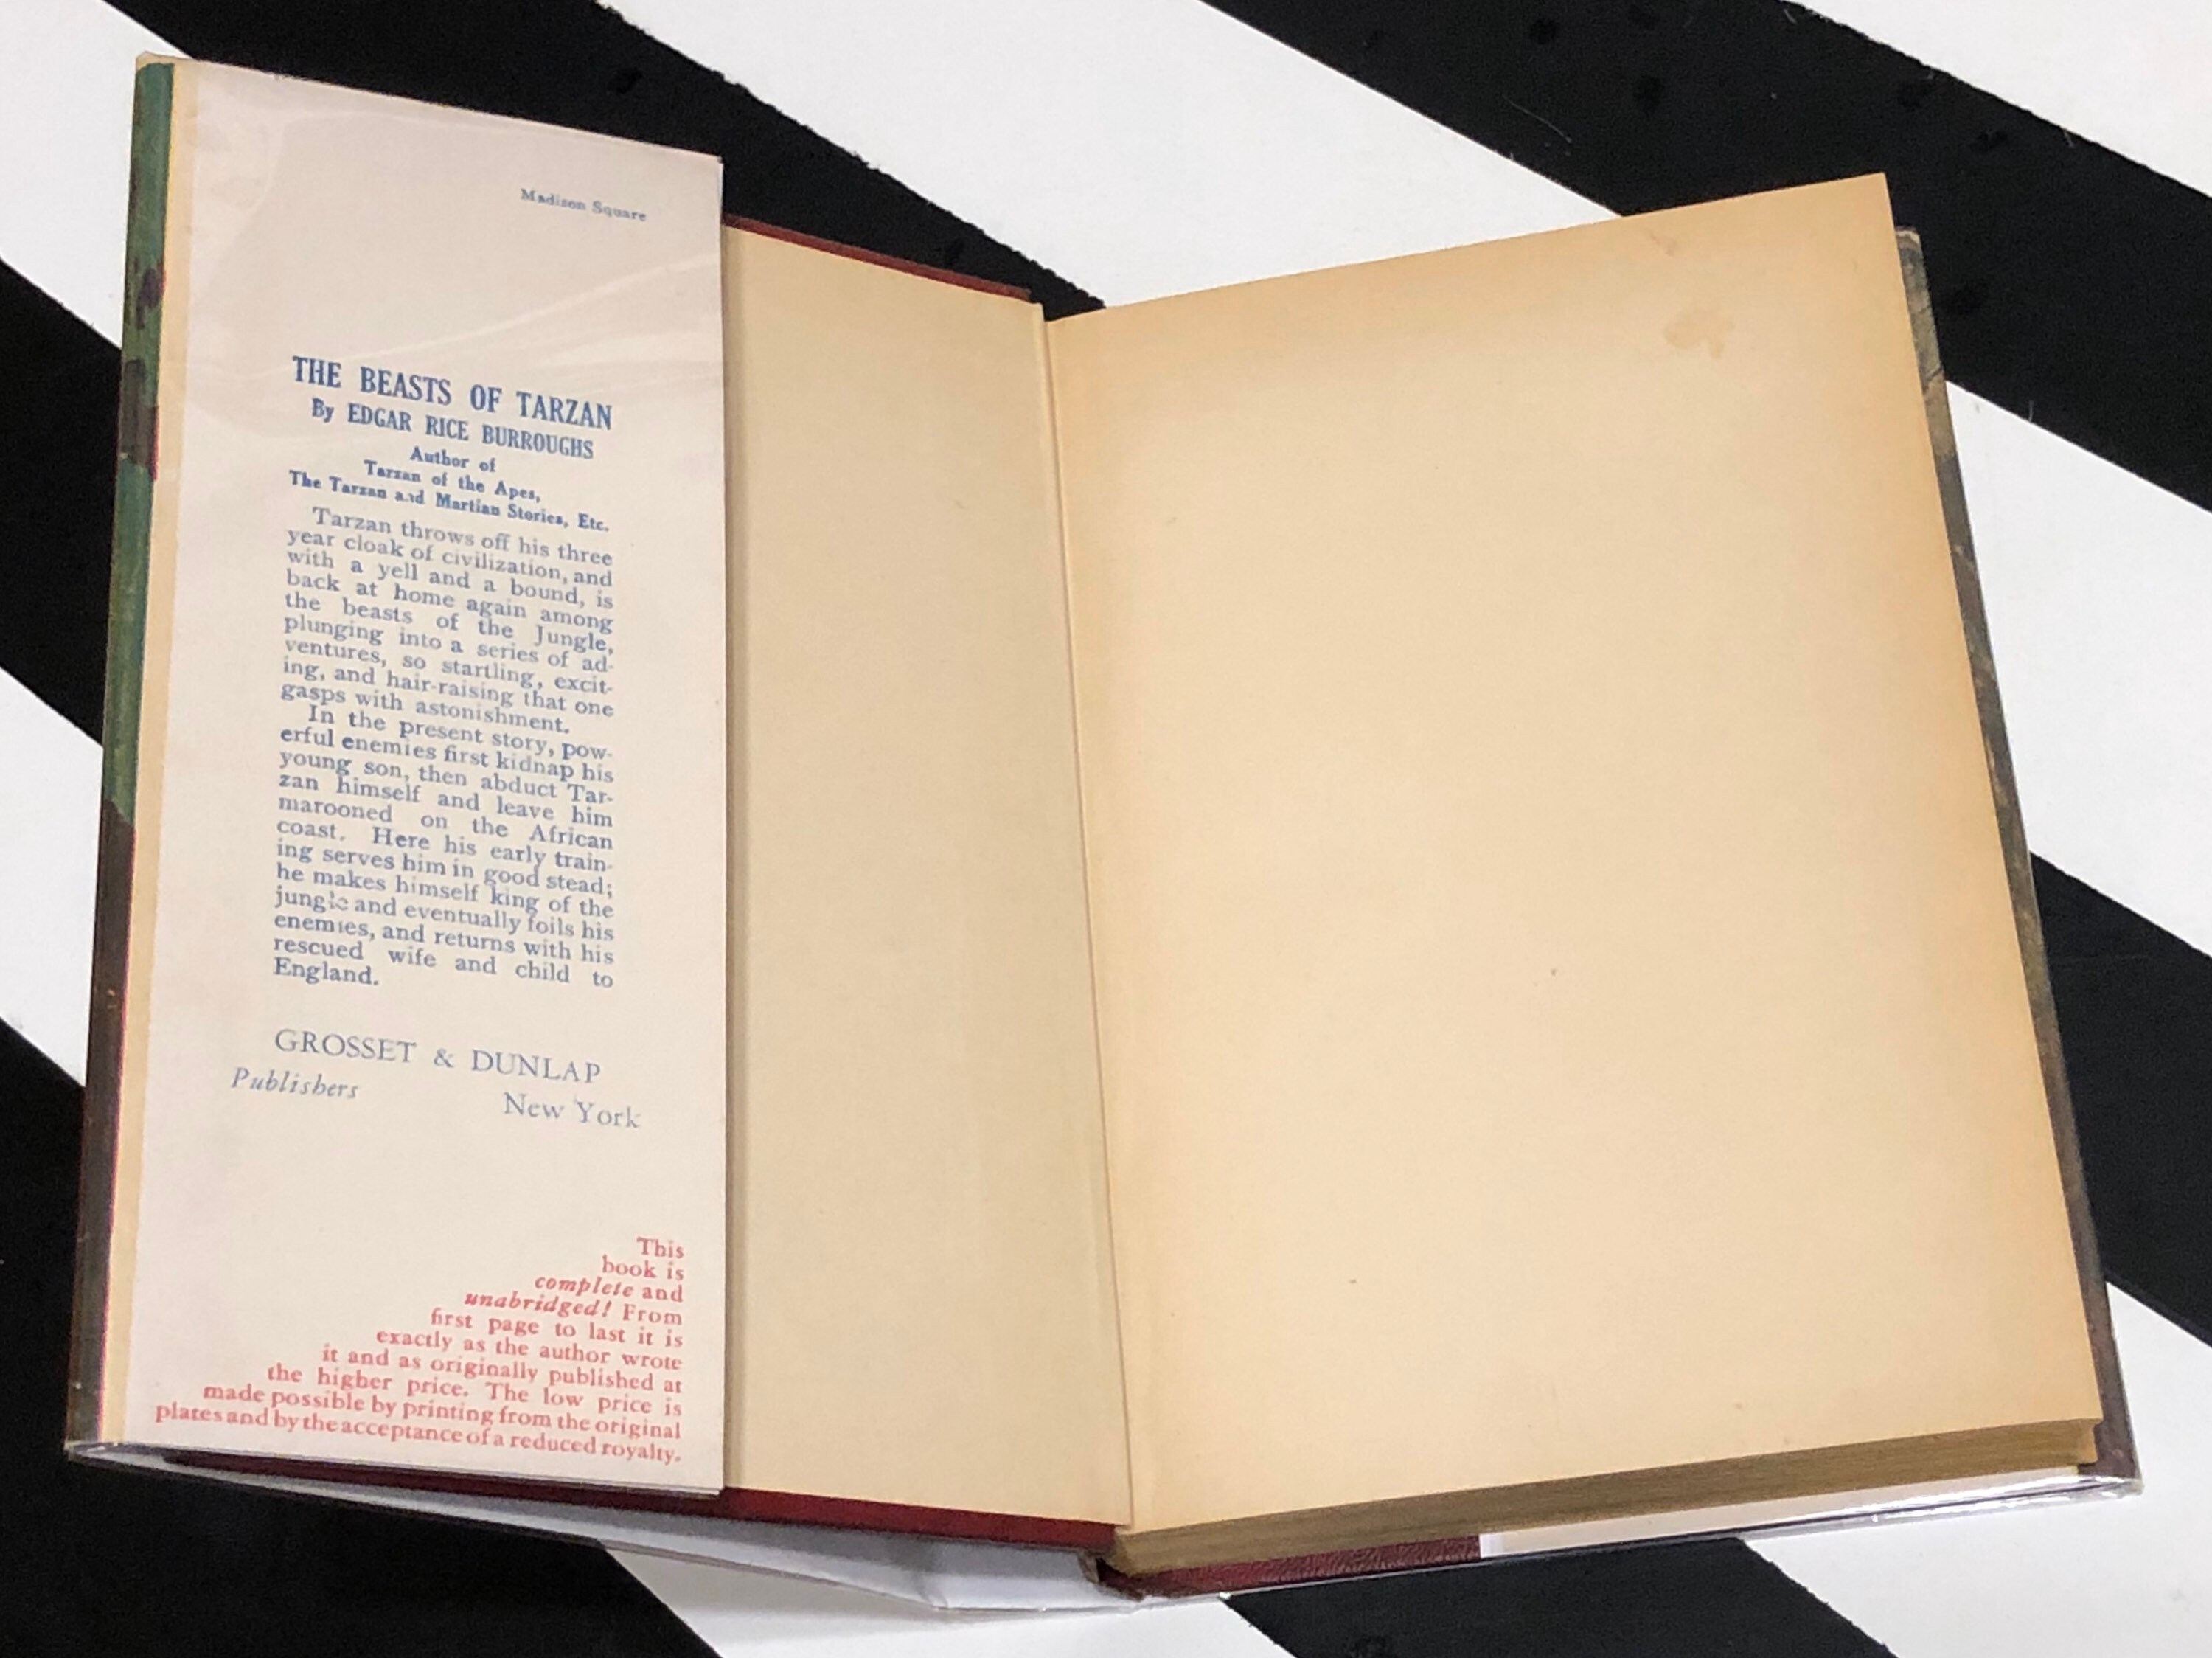 Madison Square
THE BEASTS OF TARZAN
By EDGAR RICE BURROUGHS
Author of
Tarzan of the Apes,
The Tarzan and Martian Stories, Etc.
Tarzan throws off his three
year cloak of civilization, and
with a yell and a bound, is
back at home again among
the beasts of the Jungle,
plunging into a series of ad-
ventures, so startling, excit-
ing, and hair-raising that one
gasps with astonishment.
In the present story, pow-
erful enemies first kidnap his
young son, then abduct Tar-
zan himself and leave him
marooned on the African
coast. Here his early train-
ing serves him in good stead;
he makes himself king of the
jungle and eventually foils his
enemies, and returns with his
rescued wife and child to
England.
GROSSET & DUNLAP
Publishers New York
This
book is
complete and
unabridged! From
first page to last it is
exactly as the author wrote
it and as originally published at
the higher price. The low price is
made possible by printing from the original
plates and by the acceptance of a reduced royalty.